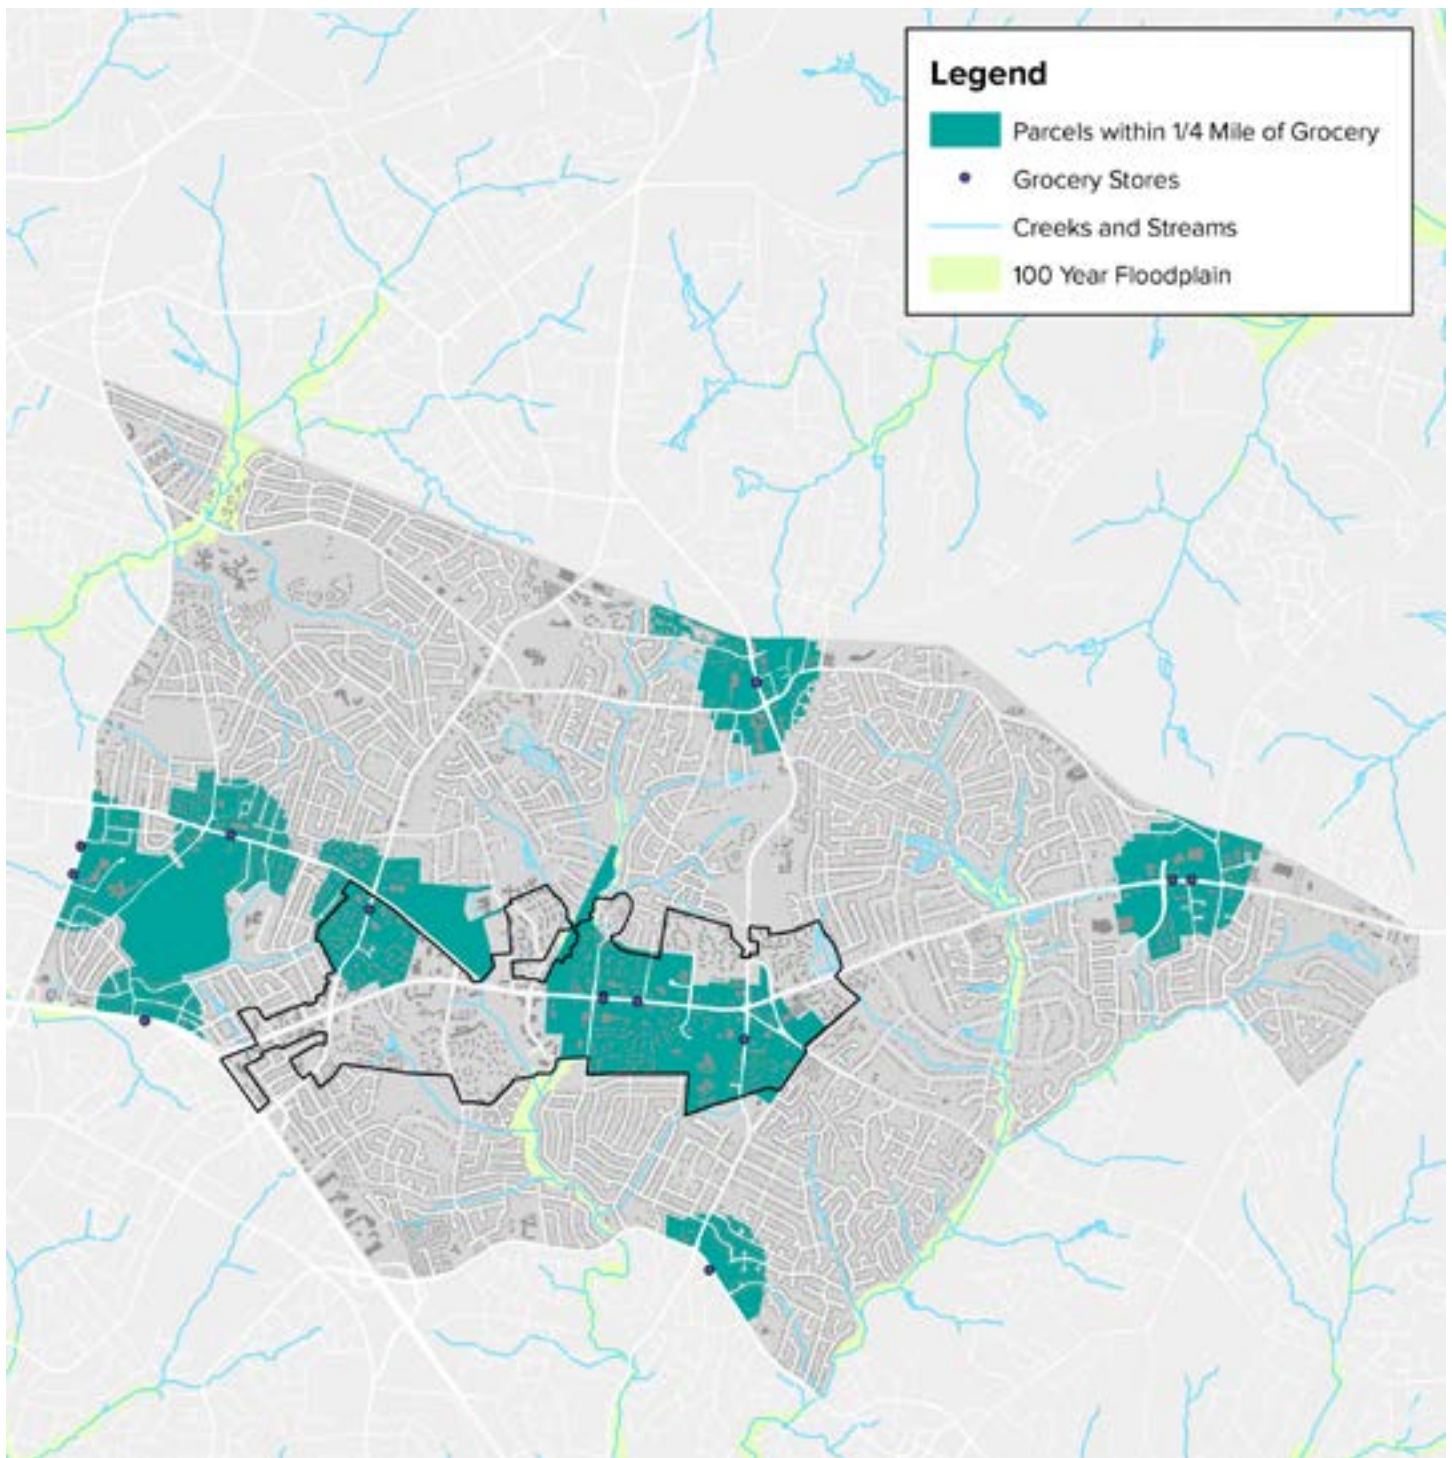 Legend
Parcels within 1/4 Mile of Grocery
Grocery Stores
Creeks and Streams
100 Year Floodplain